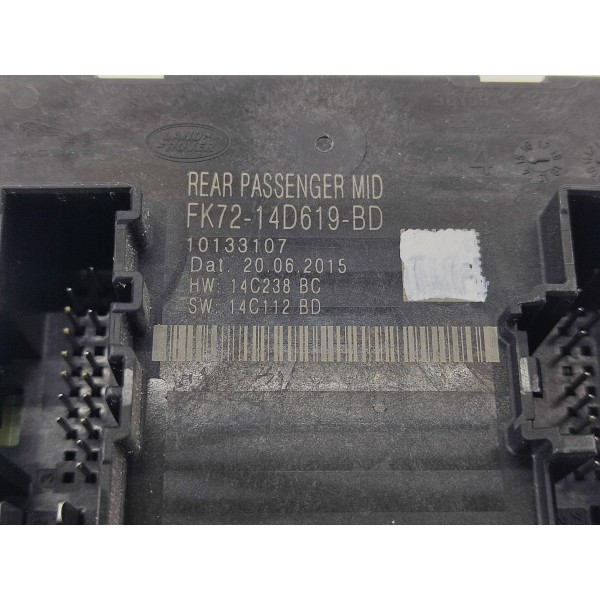 LAND-
ROVER
REAR PASSENGER MID
FK72-14D619-BD
10133107
Dat. 20.06.2015
HW: 14C238 BC
SW: 14C112 BD